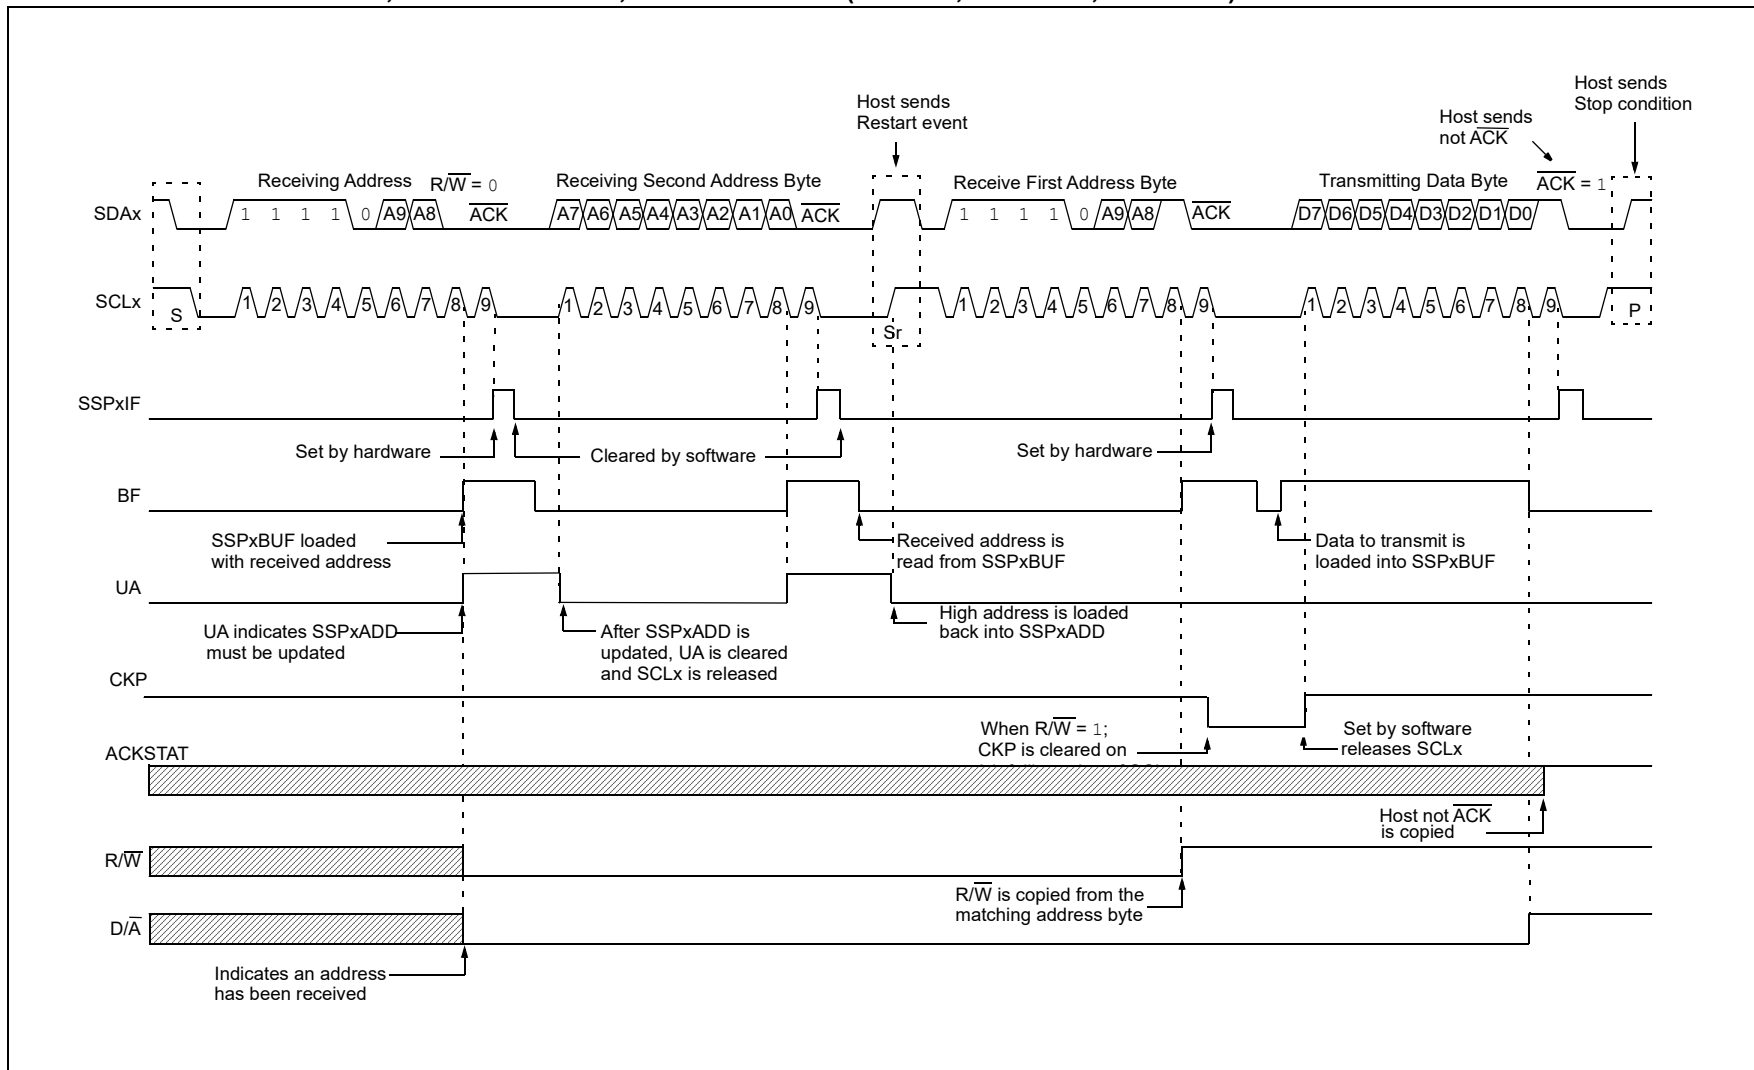 Host sends
Restart event
Host sends
Stop condition
Host sends
not ACK
Receiving Address R/W = 0
Receiving Second Address Byte
Receive First Address Byte
Transmitting Data Byte
ACK = 1
SDAx
1 1 1 1 0 A9 A8 ACK
A7 A6 A5 A4 A3 A2 A1 A0 ACK
1 1 1 1 0 A9 A8 ACK
D7 D6 D5 D4 D3 D2 D1 D0
SCLx
S
1 2 3 4 5 6 7 8 9
1 2 3 4 5 6 7 8 9
Sr
1 2 3 4 5 6 7 8 9
1 2 3 4 5 6 7 8 9
P
SSPxIF
Set by hardware
Cleared by software
Set by hardware
BF
SSPxBUF loaded
with received address
Received address is
read from SSPxBUF
Data to transmit is
loaded into SSPxBUF
UA
UA indicates SSPxADD
must be updated
After SSPxADD is
updated, UA is cleared
and SCLx is released
High address is loaded
back into SSPxADD
CKP
When R/W = 1;
CKP is cleared on
Set by software
releases SCLx
ACKSTAT
Host not ACK
is copied
R/W
R/W is copied from the
matching address byte
D/A
Indicates an address
has been received